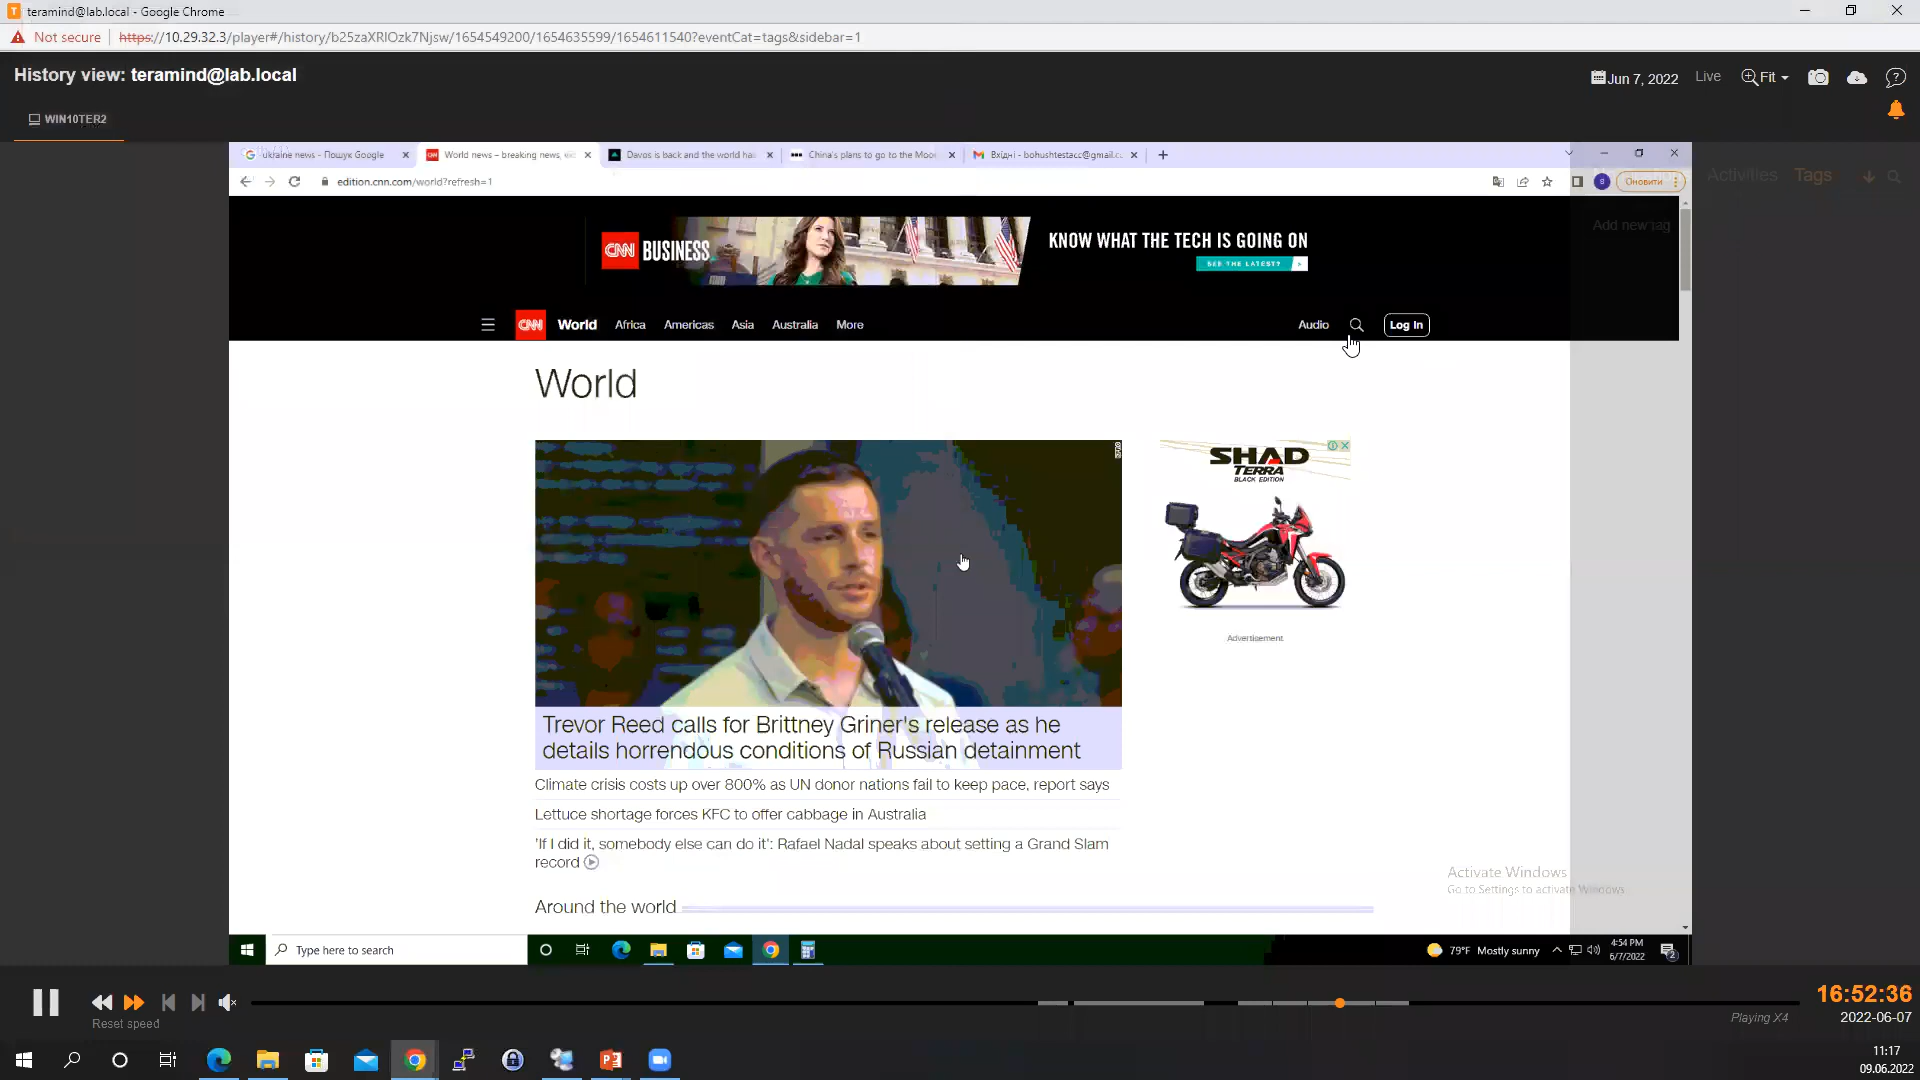 teramind@lab.local - Google Chrome
Not secure
https://10.29.32.3/player#/history/b25zaXRlOzk7Njsw/1654549200/1654635599/1654611540?eventCat=tags&sidebar=1
History view: teramind@lab.local
Jun 7, 2022
Live
Fit
WIN10TER2
ukraine news - Пошук Google
World news – breaking news,
Davos is back and the world has
China's plans to go to the Moon
Вхідні - bohushtestacc@gmail.c
edition.cnn.com/world?refresh=1
Оновити
Activities
Tags
Add new tag
CNN BUSINESS
KNOW WHAT THE TECH IS GOING ON
SEE THE LATEST?
CNN
World
Africa
Americas
Asia
Australia
More
Audio
Log In
World
SHAD
TERRA
BLACK EDITION
Advertisement
Trevor Reed calls for Brittney Griner's release as he
details horrendous conditions of Russian detainment
Climate crisis costs up over 800% as UN donor nations fail to keep pace, report says
Lettuce shortage forces KFC to offer cabbage in Australia
'If I did it, somebody else can do it': Rafael Nadal speaks about setting a Grand Slam
record
Around the world
Activate Windows
Go to Settings to activate Windows.
Type here to search
79°F Mostly sunny
4:54 PM
6/7/2022
2
Reset speed
Playing X4
16:52:36
2022-06-07
11:17
09.06.2022